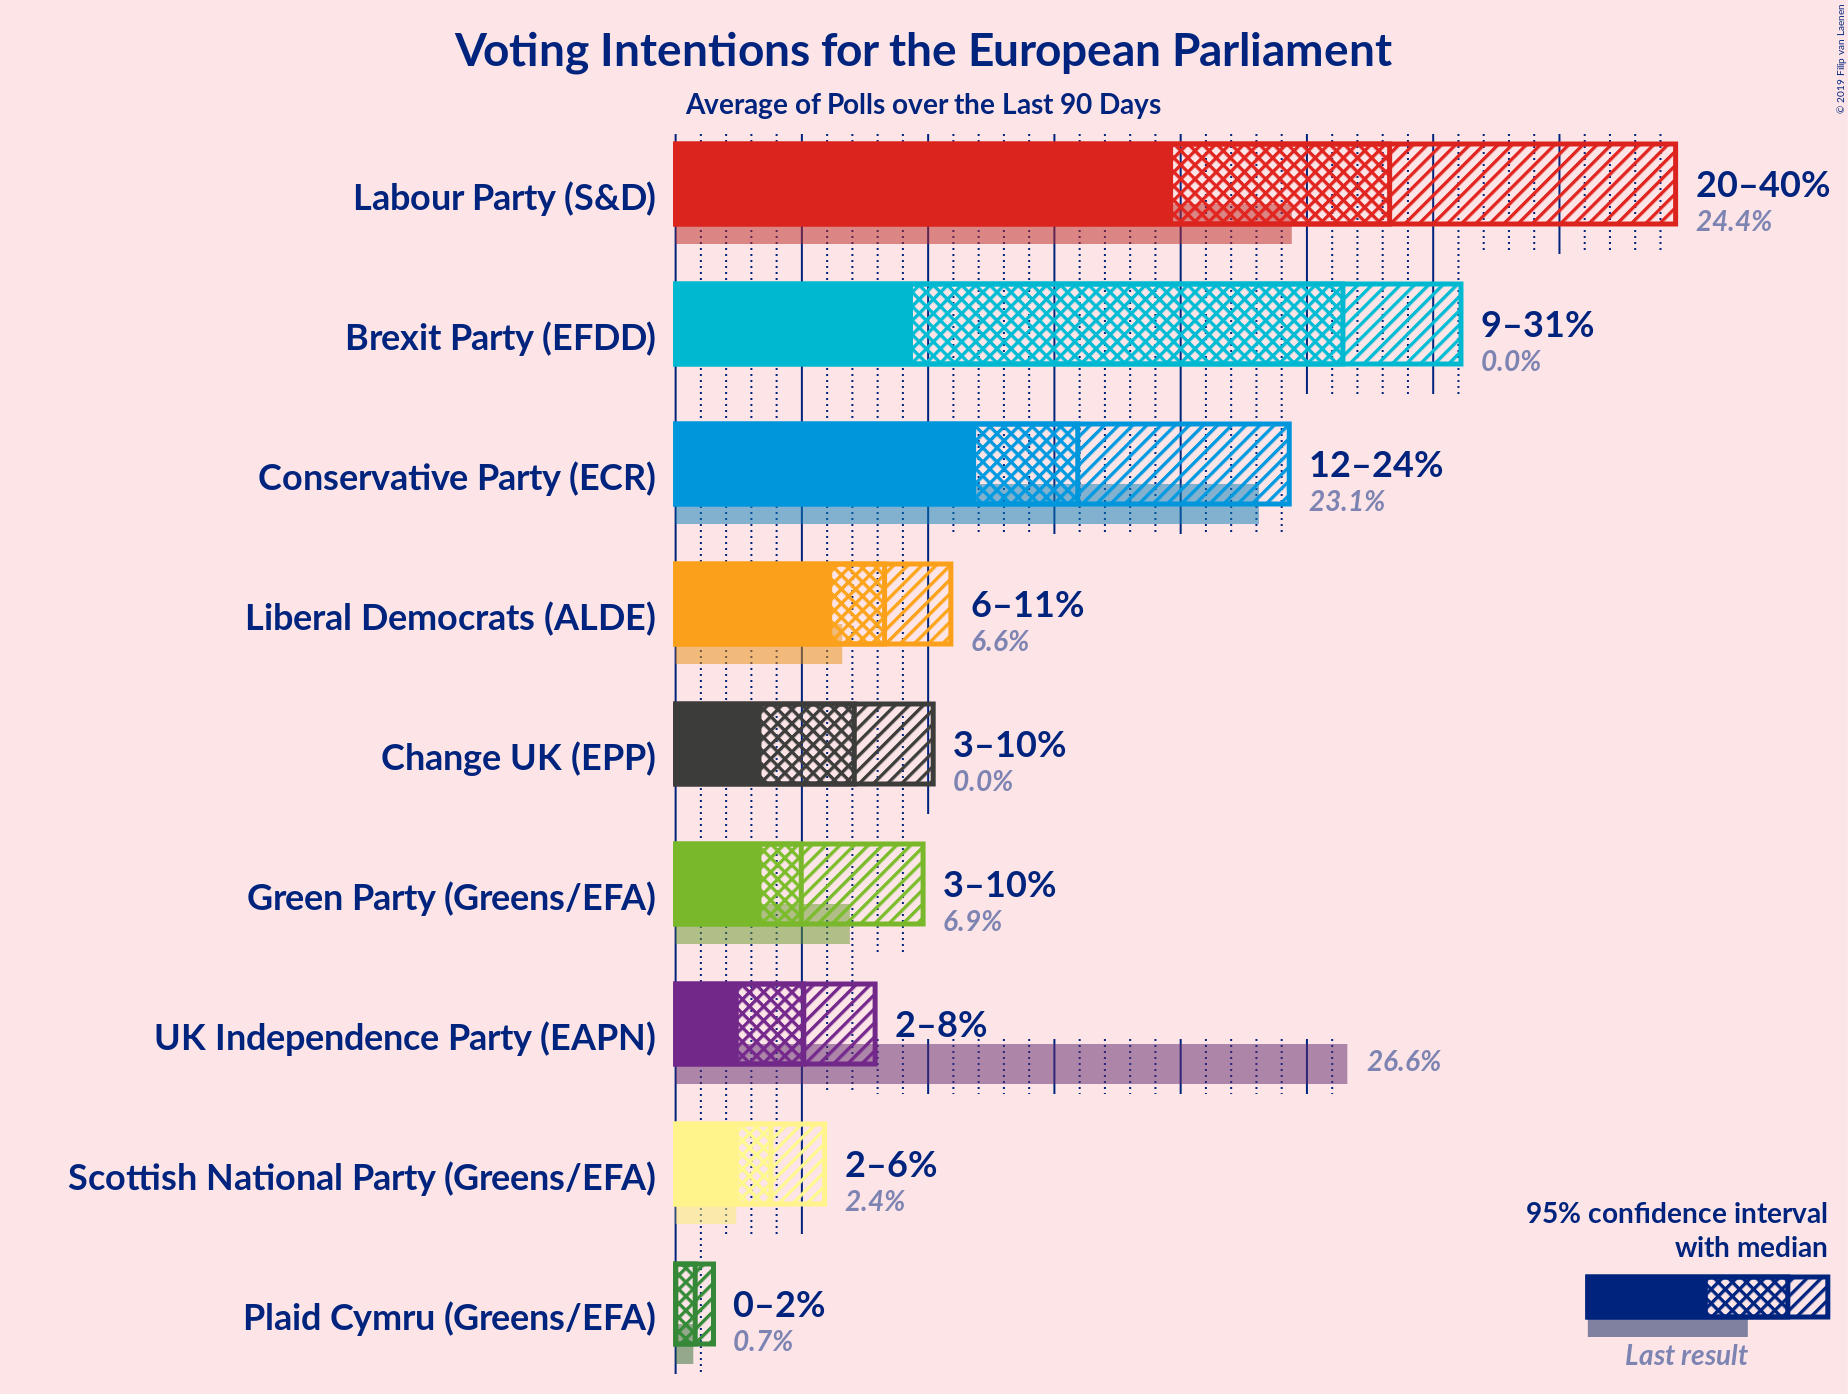 Voting Intentions for the European Parliament
Average of Polls over the Last 90 Days
© 2019 Filip van Laenen
Labour Party (S&D)
20–40%
24.4%
Brexit Party (EFDD)
9–31%
0.0%
Conservative Party (ECR)
12–24%
23.1%
Liberal Democrats (ALDE)
6–11%
6.6%
Change UK (EPP)
3–10%
0.0%
Green Party (Greens/EFA)
3–10%
6.9%
UK Independence Party (EAPN)
2–8%
26.6%
Scottish National Party (Greens/EFA)
2–6%
2.4%
Plaid Cymru (Greens/EFA)
0–2%
0.7%
95% confidence interval
with median
Last result